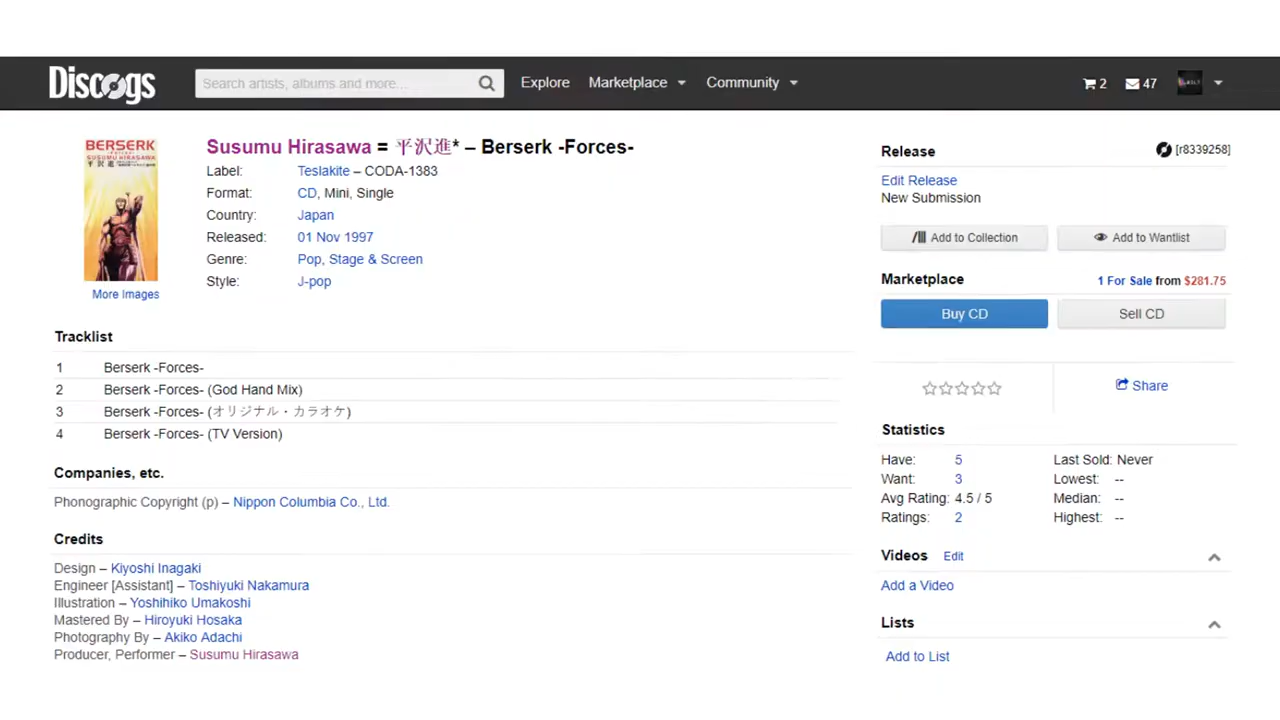 Discogs
Search artists, albums and more...
Explore
Marketplace
Community
2
47
BERSERK
SUSUMU HIRASAWA
平沢進
More Images
Susumu Hirasawa = 平沢進* – Berserk -Forces-
Label: Teslakite – CODA-1383
Format: CD, Mini, Single
Country: Japan
Released: 01 Nov 1997
Genre: Pop, Stage & Screen
Style: J-pop
Tracklist
1 Berserk -Forces-
2 Berserk -Forces- (God Hand Mix)
3 Berserk -Forces- (オリジナル・カラオケ)
4 Berserk -Forces- (TV Version)
Companies, etc.
Phonographic Copyright (p) – Nippon Columbia Co., Ltd.
Credits
Design – Kiyoshi Inagaki
Engineer [Assistant] – Toshiyuki Nakamura
Illustration – Yoshihiko Umakoshi
Mastered By – Hiroyuki Hosaka
Photography By – Akiko Adachi
Producer, Performer – Susumu Hirasawa
Release
[r8339258]
Edit Release
New Submission
Add to Collection
Add to Wantlist
Marketplace
1 For Sale from $281.75
Buy CD
Sell CD
Share
Statistics
Have: 5
Last Sold: Never
Want: 3
Lowest: --
Avg Rating: 4.5 / 5
Median: --
Ratings: 2
Highest: --
Videos Edit
Add a Video
Lists
Add to List